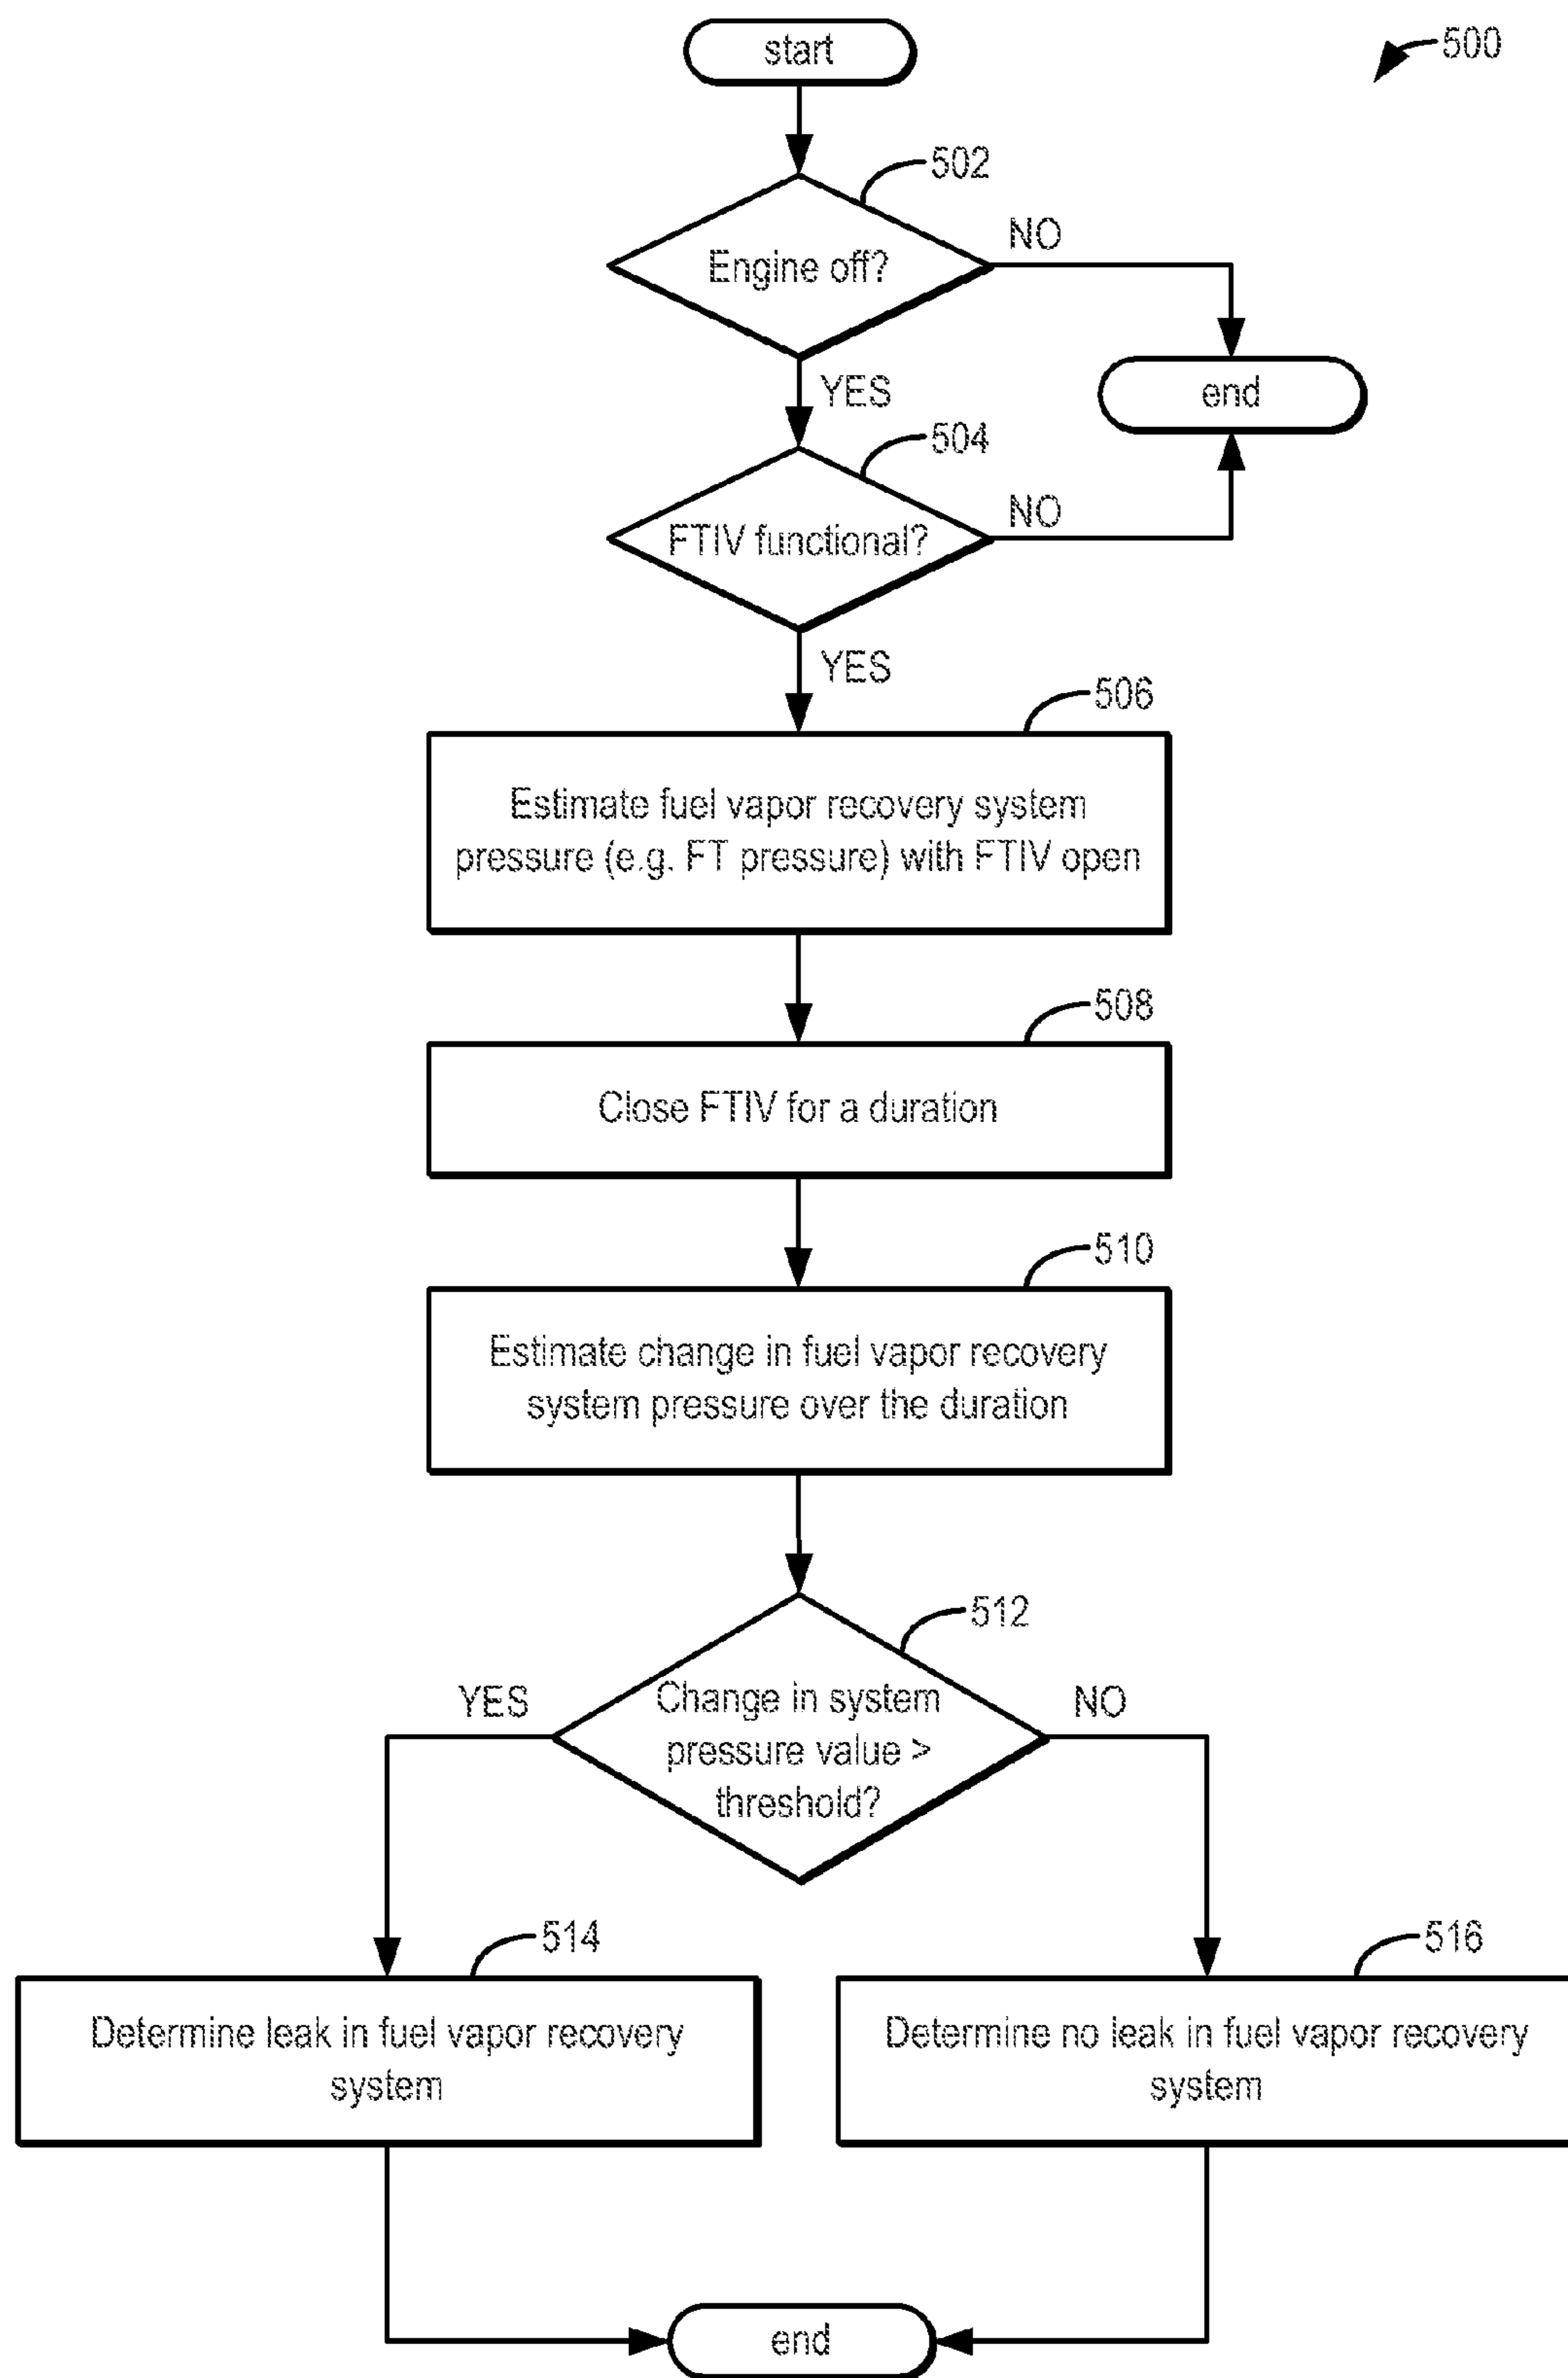 start
500
502
Engine off?
NO
YES
end
504
FTIV functional?
NO
YES
506
Estimate fuel vapor recovery system
pressure (e.g. FT pressure) with FTIV open
508
Close FTIV for a duration
510
Estimate change in fuel vapor recovery
system pressure over the duration
512
YES
Change in system
pressure value >
threshold?
NO
514
Determine leak in fuel vapor recovery
system
516
Determine no leak in fuel vapor recovery
system
end